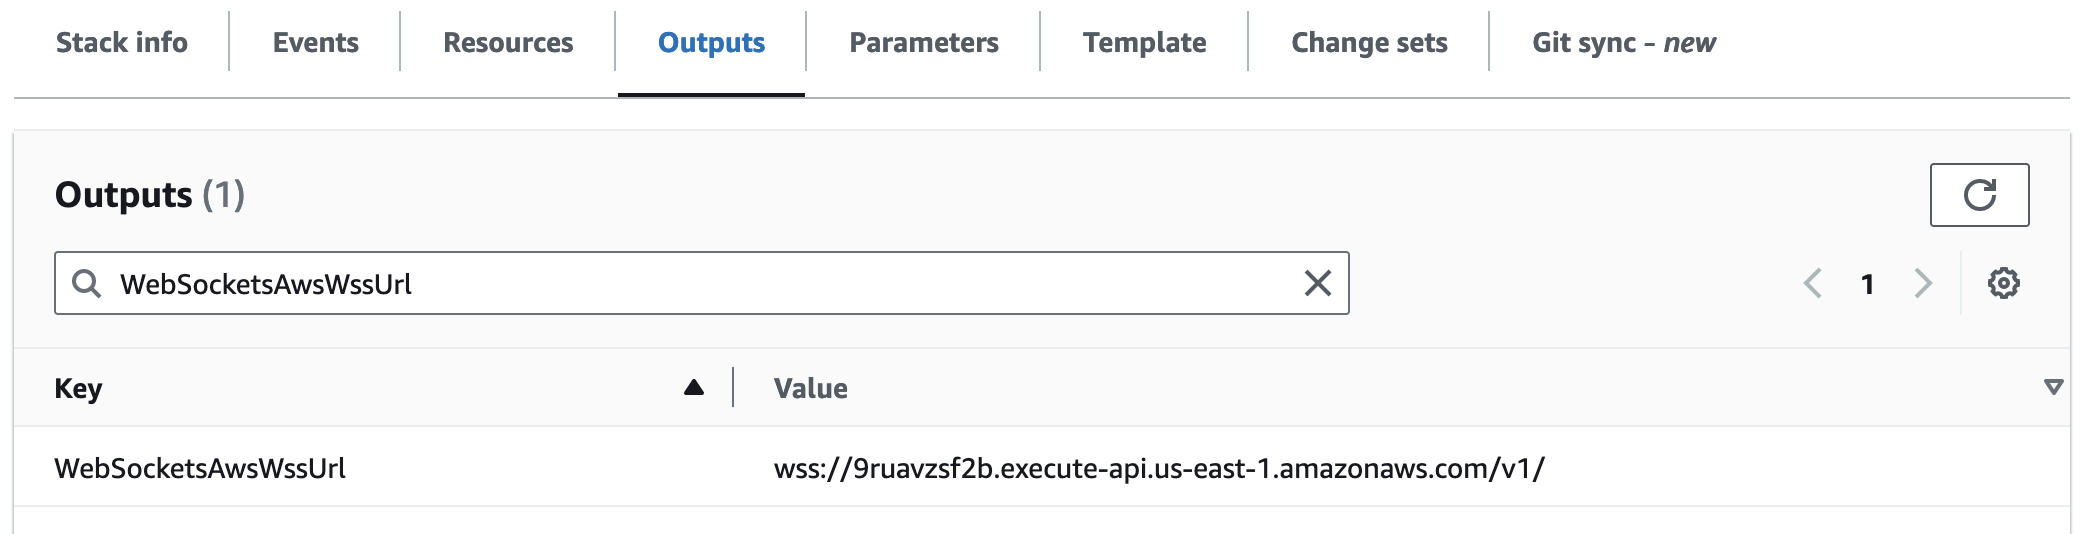 Stack info Events Resources Outputs Parameters Template Change sets Git sync - new
Outputs (1)
WebSocketsAwsWssUrl 1
Key Value
WebSocketsAwsWssUrl wss://9ruavzsf2b.execute-api.us-east-1.amazonaws.com/v1/